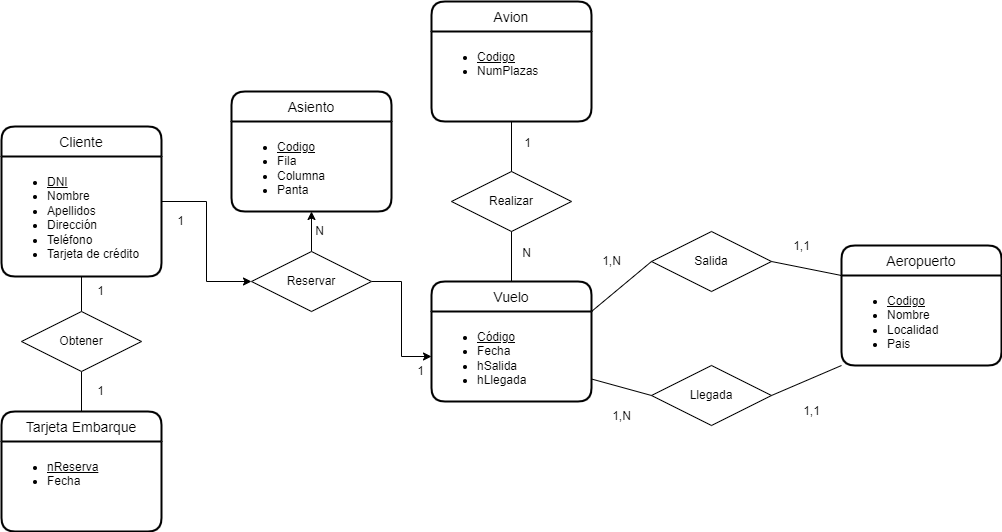 Avion
Codigo
NumPlazas
1
Realizar
N
Asiento
Codigo
Fila
Columna
Panta
N
Cliente
DNI
Nombre
Apellidos
Dirección
Teléfono
Tarjeta de crédito
1
Reservar
1
Vuelo
Código
Fecha
hSalida
hLlegada
1,N
Salida
1,1
Aeropuerto
Codigo
Nombre
Localidad
Pais
1,N
Llegada
1,1
1
Obtener
1
Tarjeta Embarque
nReserva
Fecha